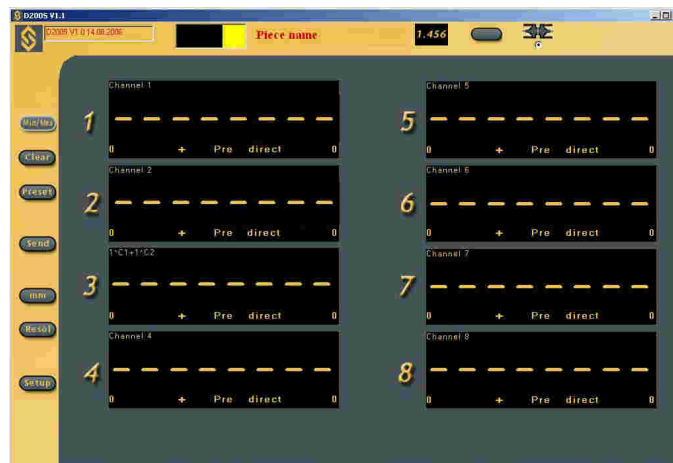 D200S V1.1
D200S V1.0 14.08.2006
Piece name
1.456
Min/Max
Clear
Preset
Send
mm
Resol
Setup
1
Channel 1
0 + Pre direct 0
2
Channel 2
0 + Pre direct 0
3
1*C1+1*C2
0 + Pre direct 0
4
Channel 4
0 + Pre direct 0
5
Channel 5
0 + Pre direct 0
6
Channel 6
0 + Pre direct 0
7
Channel 7
0 + Pre direct 0
8
Channel 8
0 + Pre direct 0